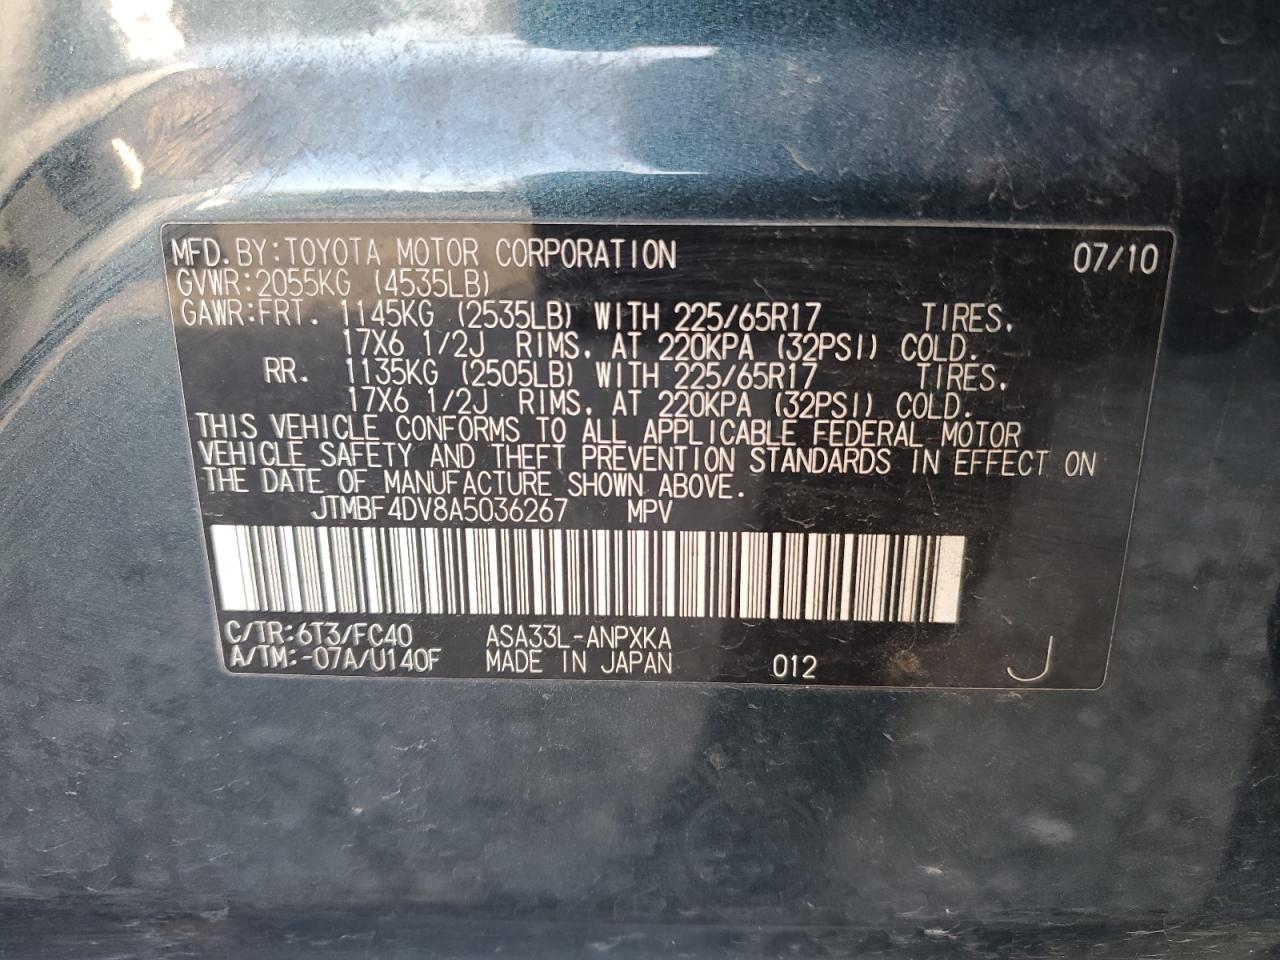 MFD. BY: TOYOTA MOTOR CORPORATION 07/10
GVWR: 2055KG (4535LB)
GAWR: FRT. 1145KG (2535LB) WITH 225/65R17 TIRES.
17X6 1/2J RIMS. AT 220KPA (32PSI) COLD.
RR. 1135KG (2505LB) WITH 225/65R17 TIRES.
17X6 1/2J RIMS. AT 220KPA (32PSI) COLD.
THIS VEHICLE CONFORMS TO ALL APPLICABLE FEDERAL MOTOR
VEHICLE SAFETY AND THEFT PREVENTION STANDARDS IN EFFECT ON
THE DATE OF MANUFACTURE SHOWN ABOVE.
JTMBF4DV8A5036267 MPV
C/TR: 6T3/FC40 ASA33L-ANPXKA
A/TM: -07A/U140F MADE IN JAPAN 012 J